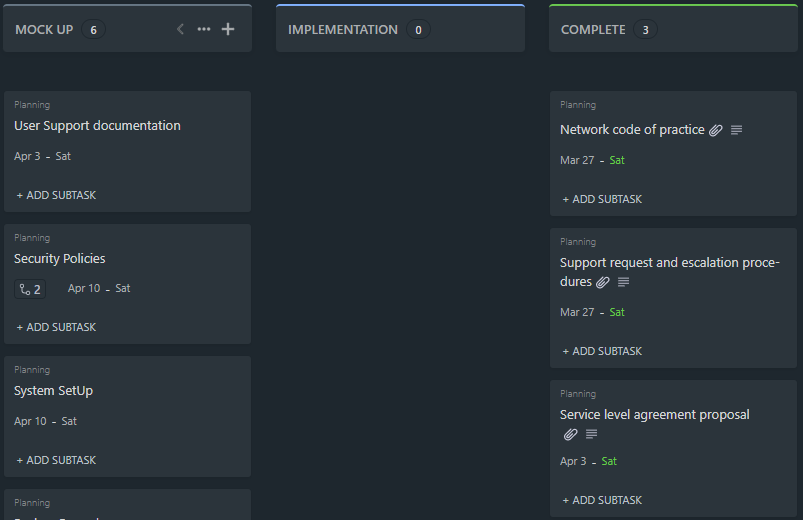 MOCK UP 6
Planning
User Support documentation
Apr 3 - Sat
+ ADD SUBTASK
Planning
Security Policies
2 Apr 10 - Sat
+ ADD SUBTASK
Planning
System SetUp
Apr 10 - Sat
+ ADD SUBTASK
Planning
IMPLEMENTATION 0
COMPLETE 3
Planning
Network code of practice
Mar 27 - Sat
+ ADD SUBTASK
Planning
Support request and escalation proce-
dures
Mar 27 - Sat
+ ADD SUBTASK
Planning
Service level agreement proposal
Apr 3 - Sat
+ ADD SUBTASK